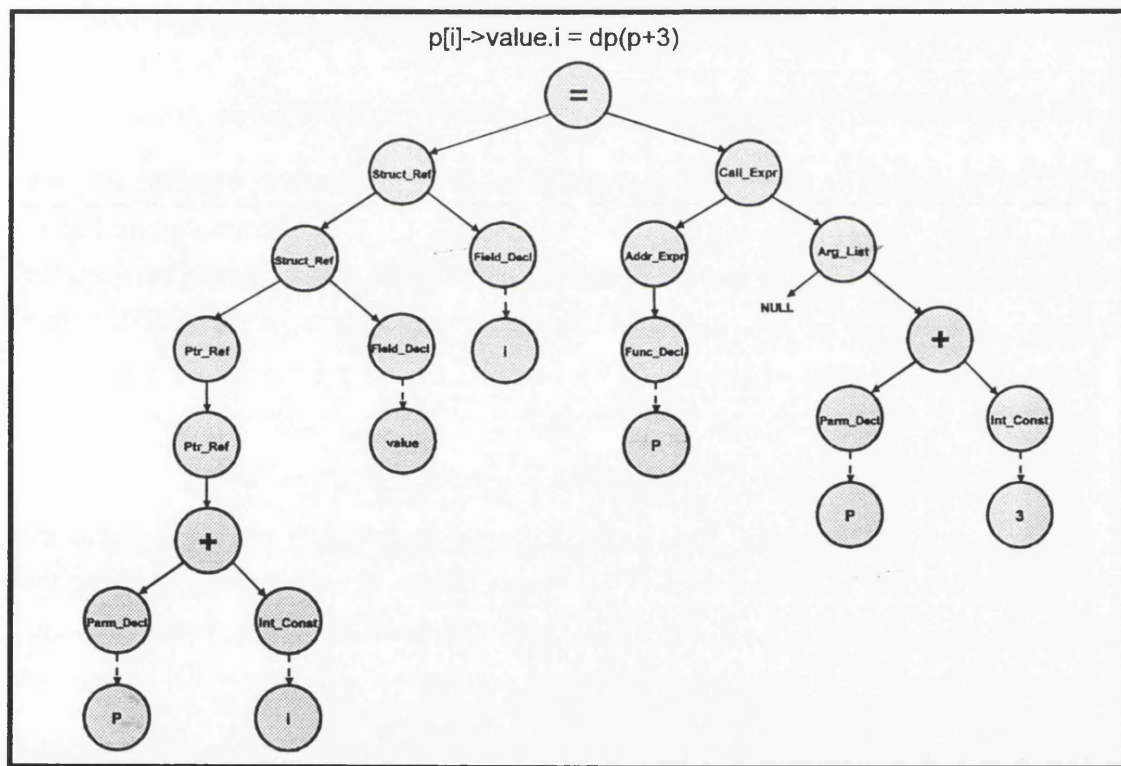 p[i]->value.i = dp(p+3)
=
Struct_Ref
Call_Expr
Struct_Ref
Field_Decl
Addr_Expr
Arg_List
NULL
Ptr_Ref
Field_Decl
i
Func_Decl
+
Ptr_Ref
value
P
Parm_Decl
Int_Const
+
P
3
Parm_Decl
Int_Const
P
i